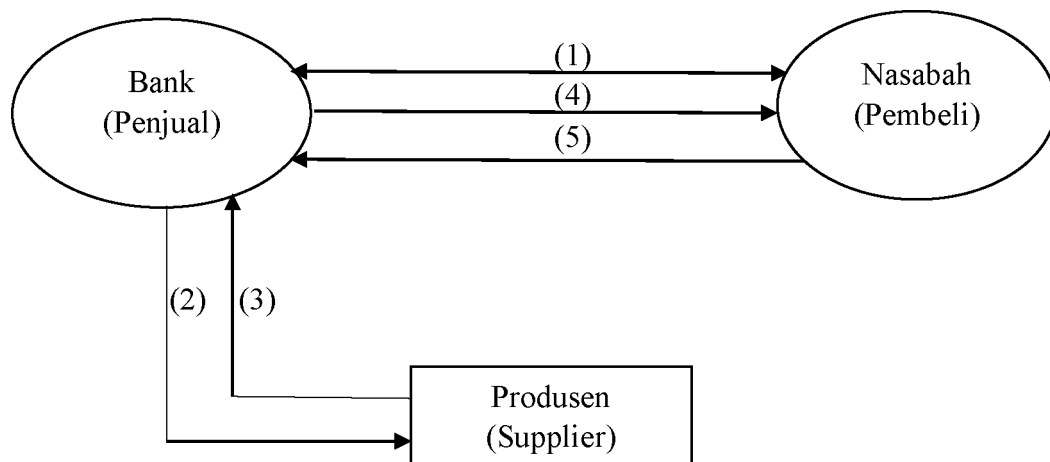 Bank
(Penjual)
(1)
(4)
(5)
Nasabah
(Pembeli)
(2)
(3)
Produsen
(Supplier)